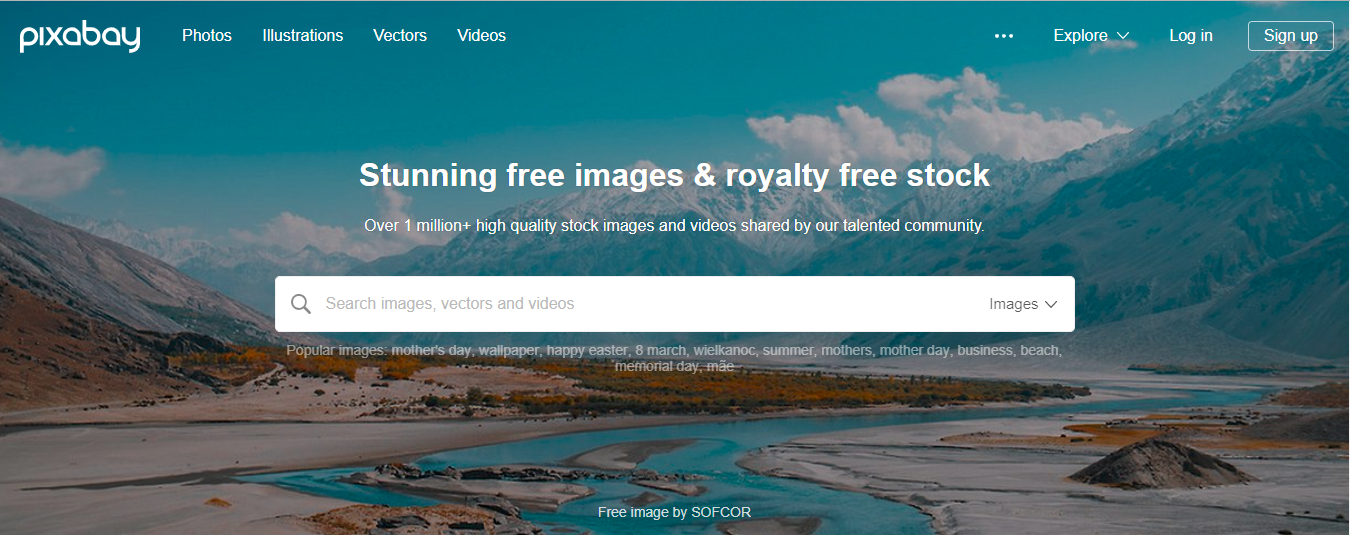 pixabay Photos Illustrations Vectors Videos ••• Explore Log in Sign up
Stunning free images & royalty free stock
Over 1 million+ high quality stock images and videos shared by our talented community.
Search images, vectors and videos Images
Popular images: mother's day, wallpaper, happy easter, 8 march, wielkanoc, summer, mothers, mother day, business, beach,
memorial day, mãe
Free image by SOFCOR